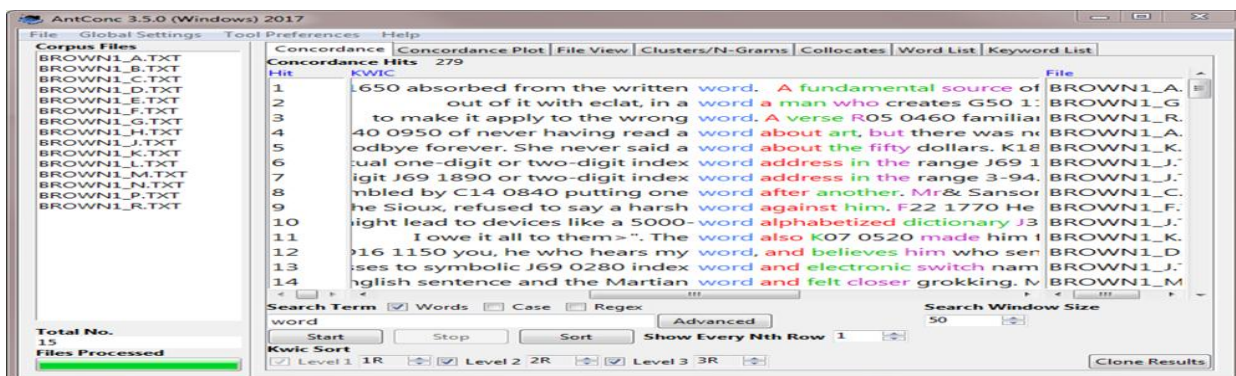 AntConc 3.5.0 (Windows) 2017
File Global Settings Tool Preferences Help
Corpus Files
BROWN1_A.TXT
BROWN1_B.TXT
BROWN1_C.TXT
BROWN1_D.TXT
BROWN1_E.TXT
BROWN1_F.TXT
BROWN1_G.TXT
BROWN1_H.TXT
BROWN1_J.TXT
BROWN1_K.TXT
BROWN1_L.TXT
BROWN1_M.TXT
BROWN1_N.TXT
BROWN1_P.TXT
BROWN1_R.TXT
Total No.
15
Files Processed
Concordance Concordance Plot File View Clusters/N-Grams Collocates Word List Keyword List
Concordance Hits 279
Hit KWIC File
1 1650 absorbed from the written word. A fundamental source of BROWN1_A.
2 out of it with eclat, in a word a man who creates G50 1 BROWN1_G
3 to make it apply to the wrong word. A verse R05 0460 familiar BROWN1_R.
4 40 0950 of never having read a word about art, but there was BROWN1_A.
5 odbye forever. She never said a word about the fifty dollars. K18 BROWN1_K.
6 tual one-digit or two-digit index word address in the range J69 1 BROWN1_J.
7 igit J69 1890 or two-digit index word address in the range 3-94. BROWN1_J.
8 mbled by C14 0840 putting one word after another. Mr& Sansom BROWN1_C.
9 he Sioux, refused to say a harsh word against him. F22 1770 He BROWN1_F.
10 ight lead to devices like a 5000-word alphabetized dictionary J3 BROWN1_J.
11 I owe it all to them>". The word also K07 0520 made him BROWN1_K.
12 16 1150 you, he who hears my word, and believes him who sen BROWN1_D
13 ses to symbolic J69 0280 index word and electronic switch nam BROWN1_J.
14 nglish sentence and the Martian word and felt closer grokking. BROWN1_M
Search Term Words Case Regex Search Window Size
word Advanced 50
Start Stop Sort Show Every Nth Row 1
Kwic Sort
Level 1 1R Level 2 2R Level 3 3R Clone Results